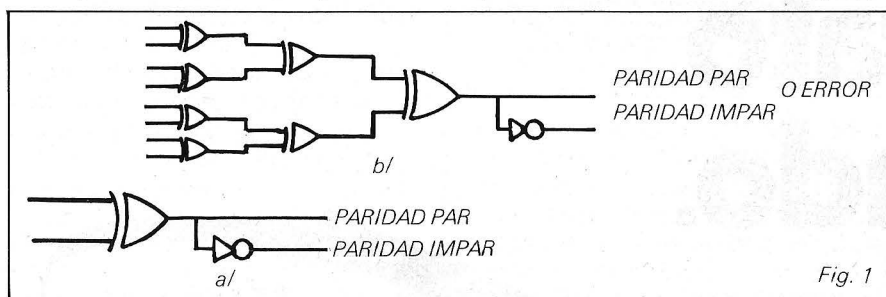 PARIDAD PAR O ERROR
PARIDAD IMPAR
b/
PARIDAD PAR
PARIDAD IMPAR
a/
Fig. 1